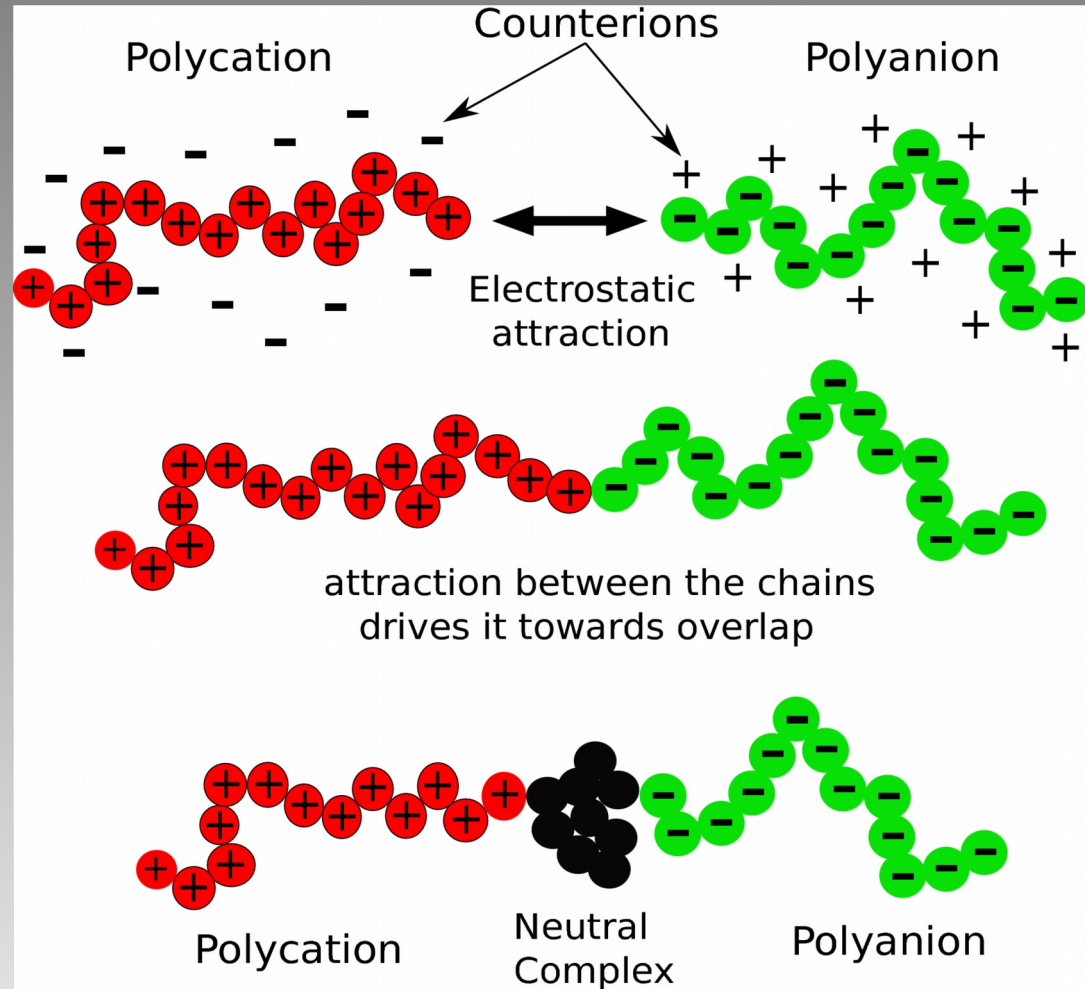 Counterions
Polycation
Polyanion
Electrostatic
attraction
attraction between the chains
drives it towards overlap
Polycation
Neutral
Complex
Polyanion